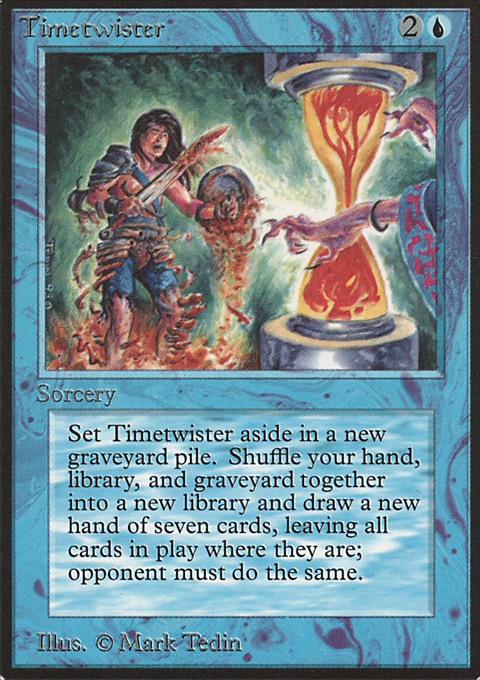 Timetwister 2
Sorcery
Set Timetwister aside in a new
graveyard pile. Shuffle your hand,
library, and graveyard together
into a new library and draw a new
hand of seven cards, leaving all
cards in play where they are;
opponent must do the same.
Illus. © Mark Tedin